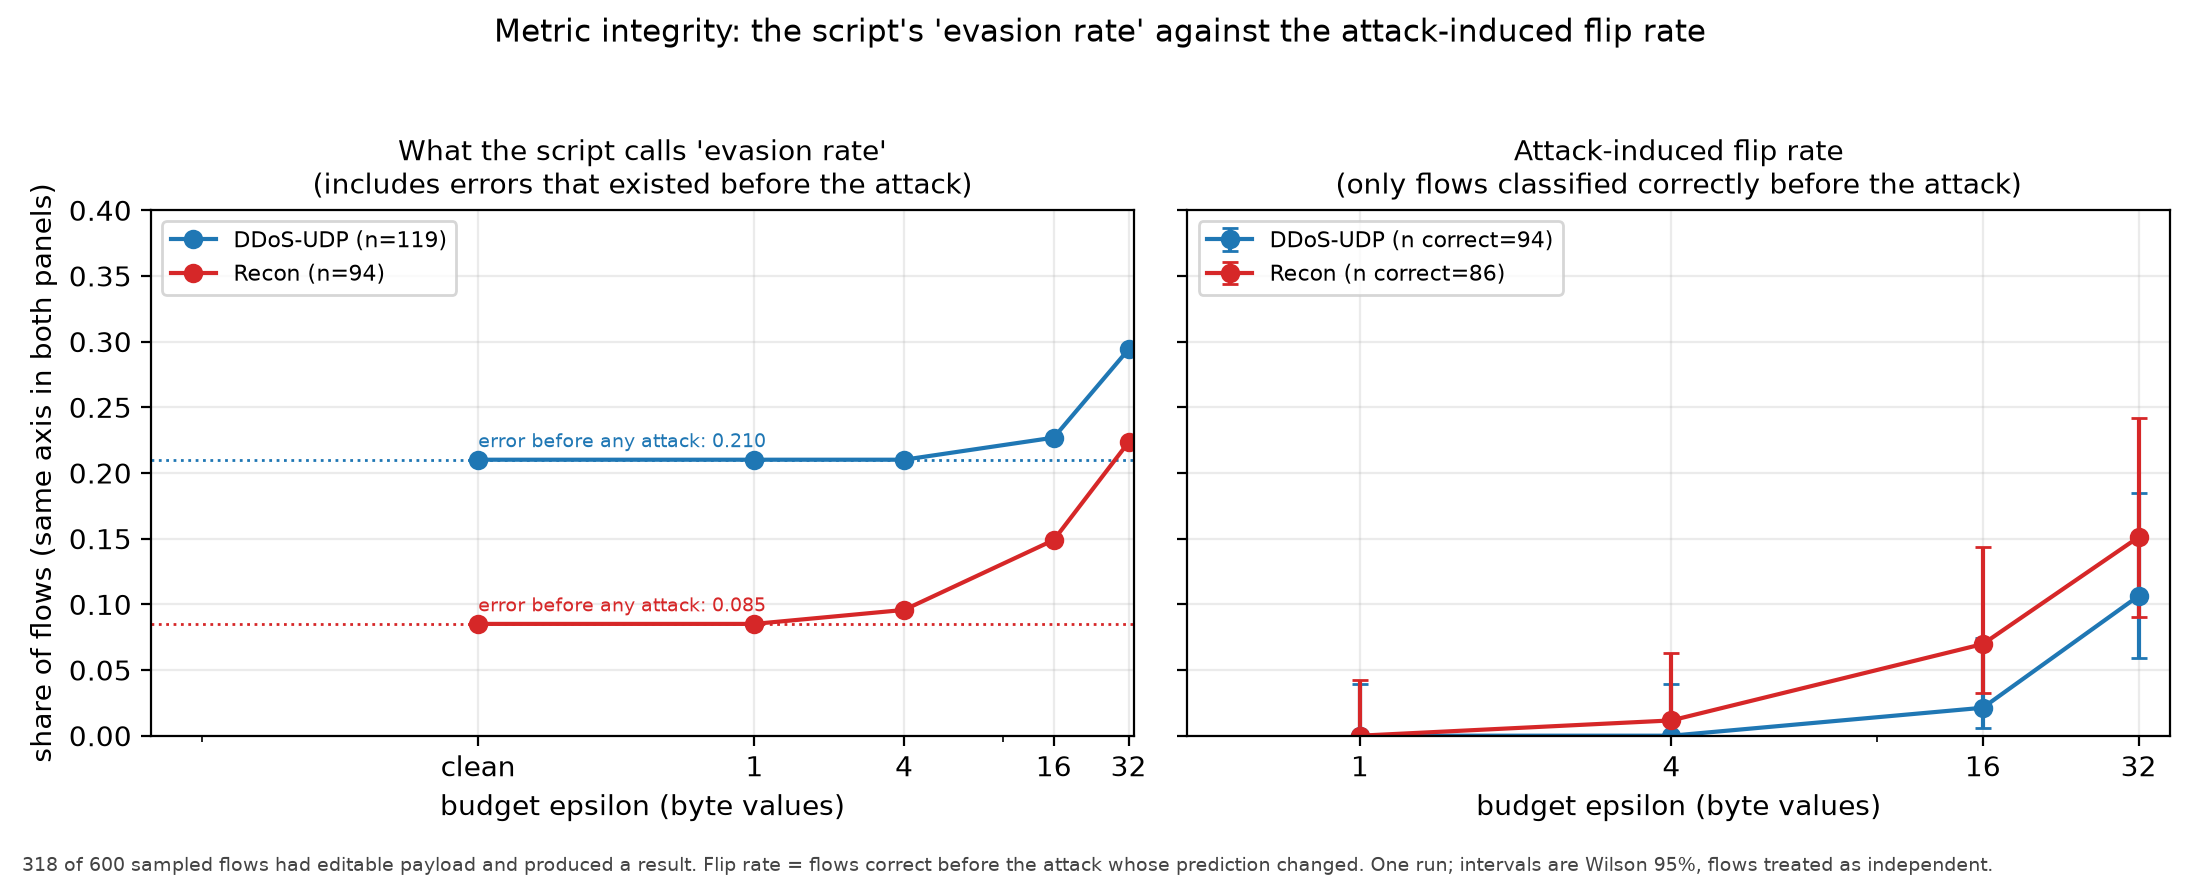 Metric integrity: the script's 'evasion rate' against the attack-induced flip rate
What the script calls 'evasion rate'
(includes errors that existed before the attack)
share of flows (same axis in both panels)
0.40
0.35
0.30
0.25
0.20
0.15
0.10
0.05
0.00
DDoS-UDP (n=119)
Recon (n=94)
error before any attack: 0.210
error before any attack: 0.085
clean 1 4 16 32
budget epsilon (byte values)
Attack-induced flip rate
(only flows classified correctly before the attack)
DDoS-UDP (n correct=94)
Recon (n correct=86)
1 4 16 32
budget epsilon (byte values)
318 of 600 sampled flows had editable payload and produced a result. Flip rate = flows correct before the attack whose prediction changed. One run; intervals are Wilson 95%, flows treated as independent.